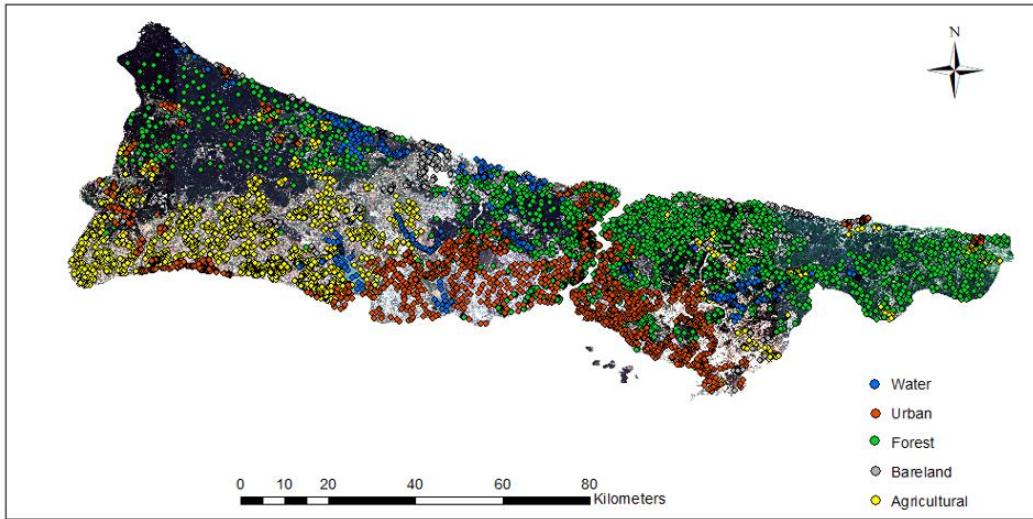 N
Water
Urban
Forest
Bareland
Agricultural
0 10 20 40 60 80
Kilometers